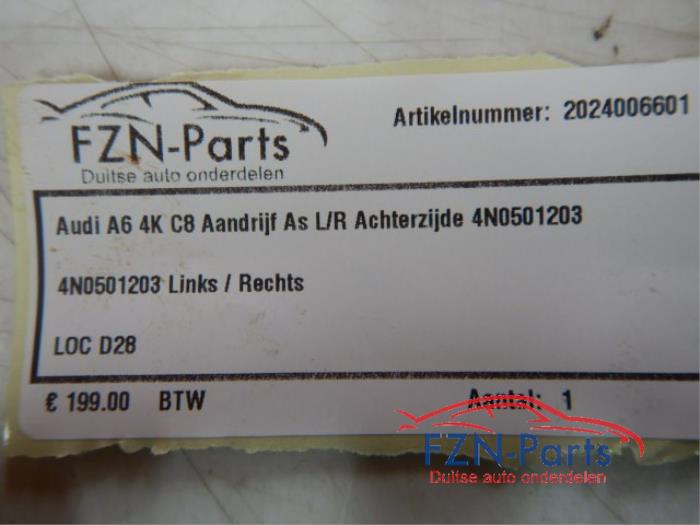 FZN-Parts
Duitse auto onderdelen
Artikelnummer: 2024006601
Audi A6 4K C8 Aandrijf As L/R Achterzijde 4N0501203
4N0501203 Links / Rechts
LOC D28
€ 199.00 BTW
Aantal: 1
FZN-Parts
Duitse auto onderdelen